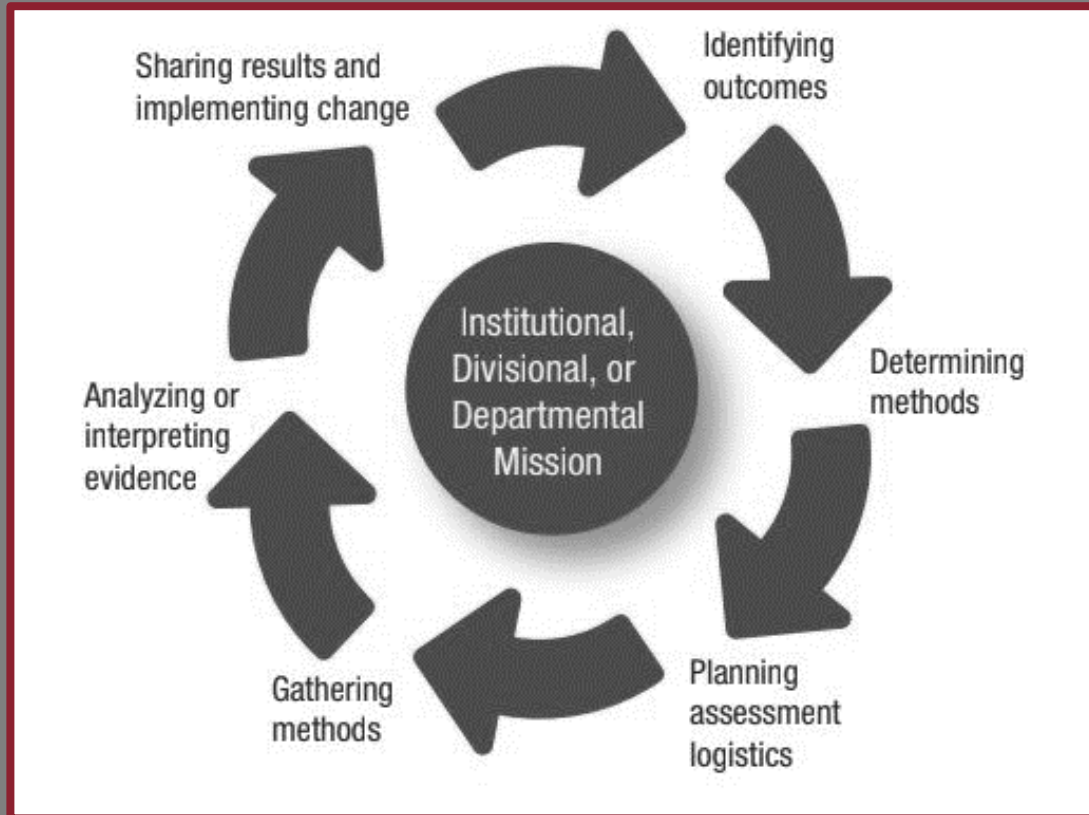 Identifying
outcomes
Determining
methods
Planning
assessment
logistics
Gathering
methods
Analyzing or
interpreting
evidence
Sharing results and
implementing change
Institutional,
Divisional, or
Departmental
Mission